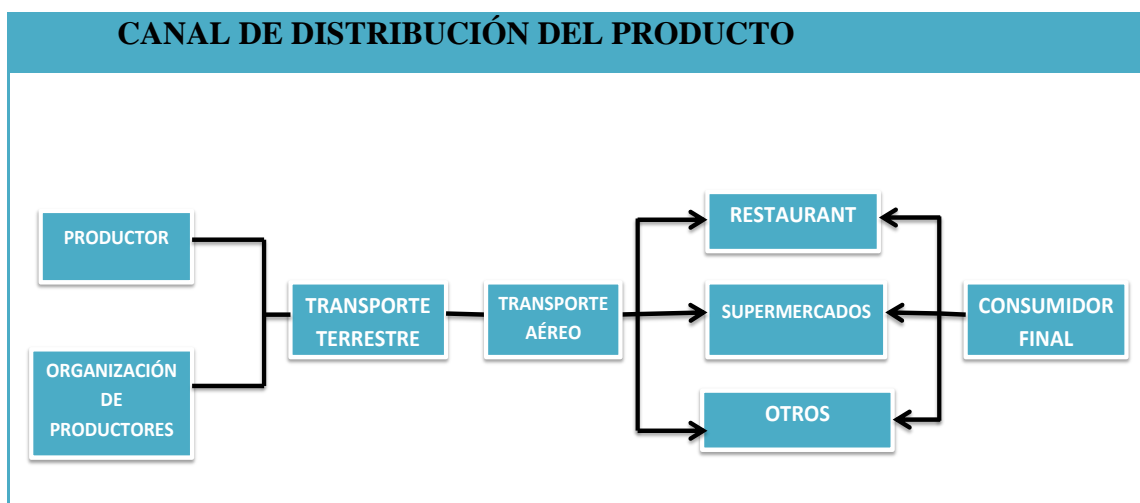 CANAL DE DISTRIBUCIÓN DEL PRODUCTO
PRODUCTOR
ORGANIZACIÓN
DE
PRODUCTORES
TRANSPORTE
TERRESTRE
TRANSPORTE
AÉREO
RESTAURANT
SUPERMERCADOS
OTROS
CONSUMIDOR
FINAL